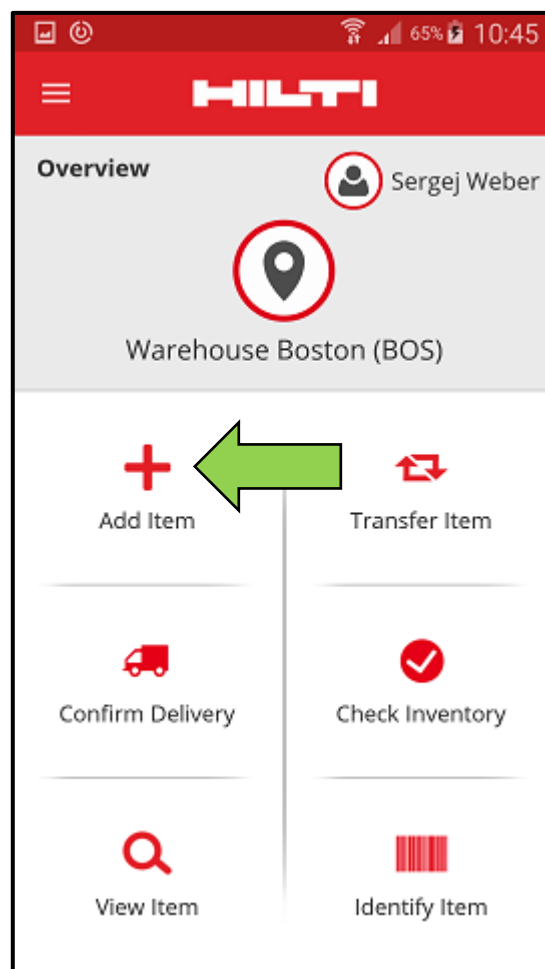 65% 10:45
HILTI
Overview
Sergej Weber
Warehouse Boston (BOS)
Add Item
Transfer Item
Confirm Delivery
Check Inventory
View Item
Identify Item